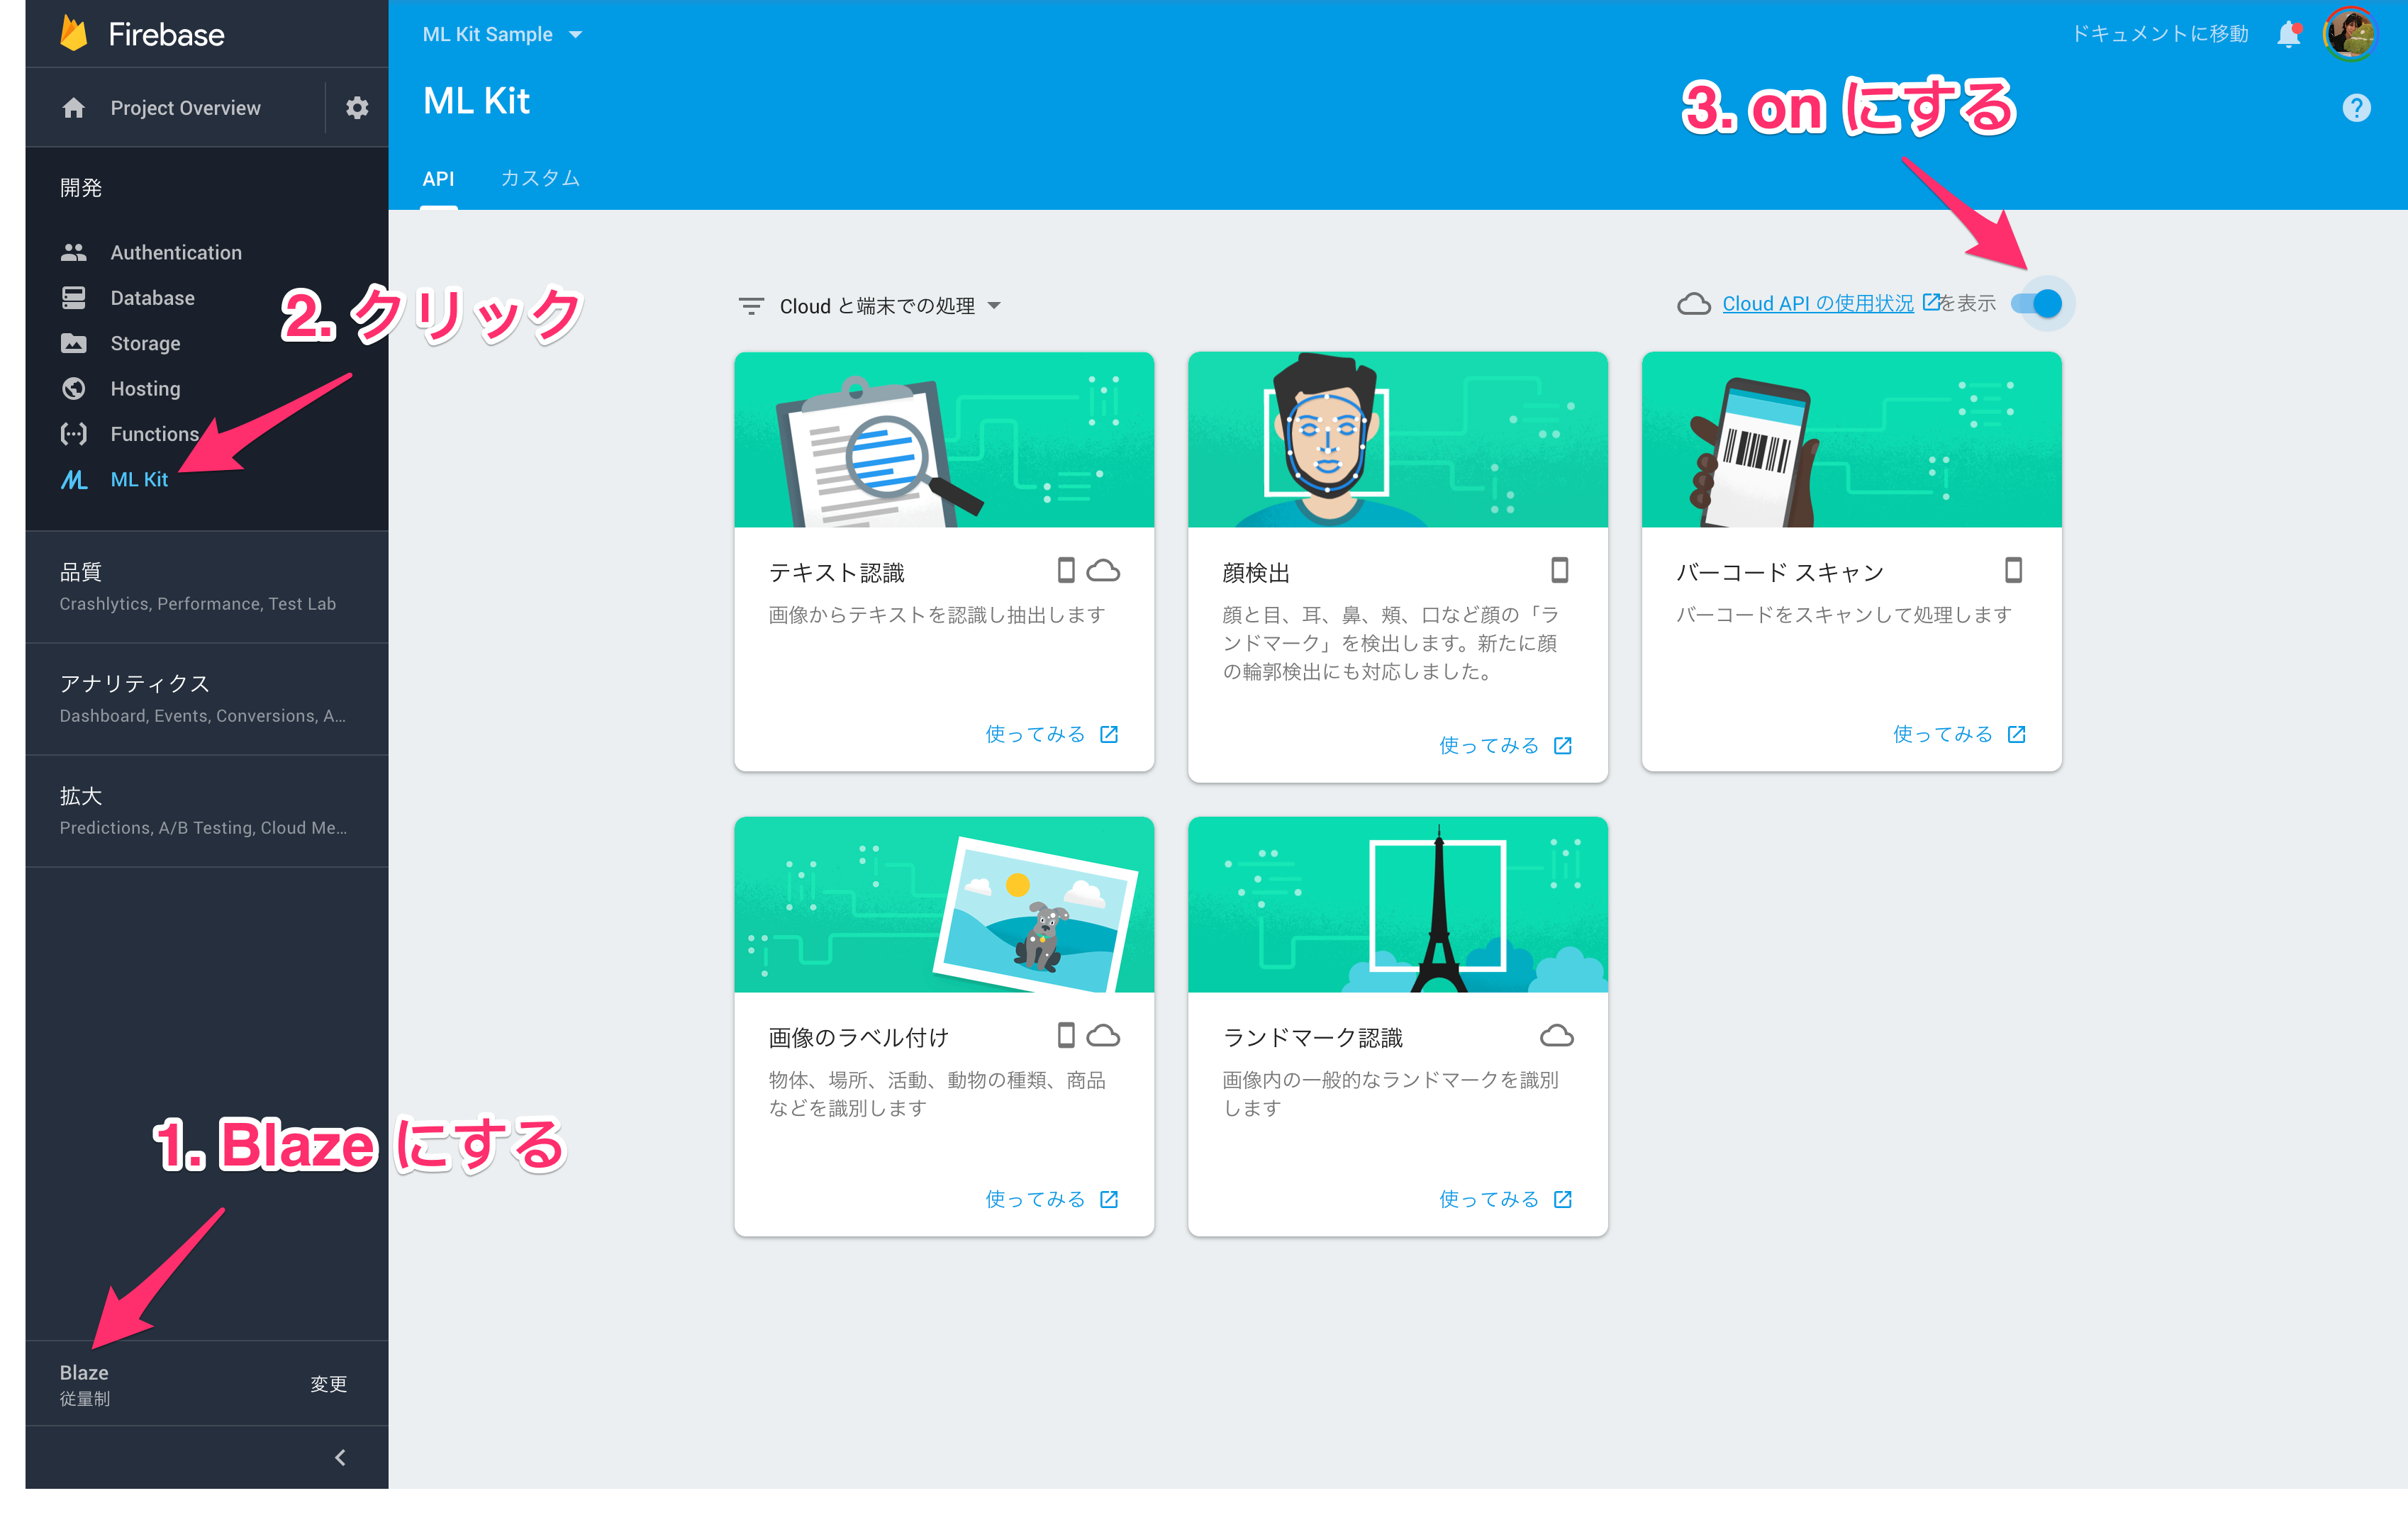 Firebase
ML Kit Sample
ドキュメントに移動
Project Overview
ML Kit
3. on にする
API
カスタム
開発
Authentication
Database
Storage
Hosting
Functions
ML Kit
2. クリック
品質
Crashlytics, Performance, Test Lab
アナリティクス
Dashboard, Events, Conversions, A...
拡大
Predictions, A/B Testing, Cloud Me...
1. Blaze にする
Blaze
従量制
変更
Cloud と端末での処理
Cloud API の使用状況 を表示
テキスト認識
画像からテキストを認識し抽出します
使ってみる
顔検出
顔と目、耳、鼻、頬、口など顔の「ラ
ンドマーク」を検出します。新たに顔
の輪郭検出にも対応しました。
使ってみる
バーコード スキャン
バーコードをスキャンして処理します
使ってみる
画像のラベル付け
物体、場所、活動、動物の種類、商品
などを識別します
使ってみる
ランドマーク認識
画像内の一般的なランドマークを識別
します
使ってみる